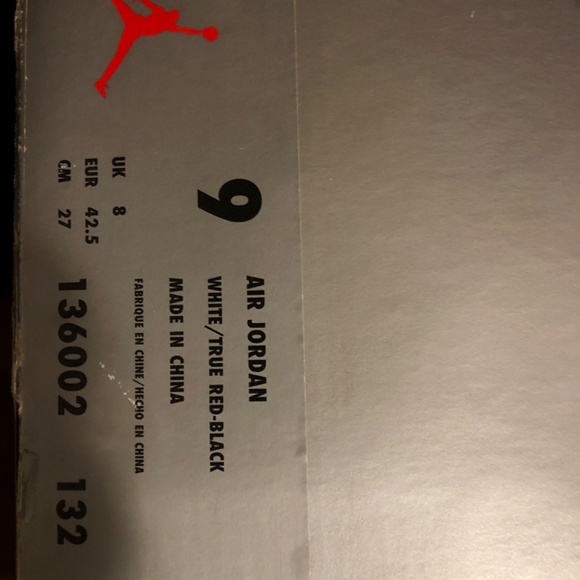 9
AIR JORDAN
WHITE/TRUE RED-BLACK
MADE IN CHINA
FABRIQUE EN CHINE/HECHO EN CHINA
UK 8
EUR 42.5
CM 27
136002 132